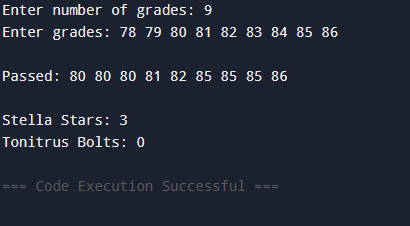 Enter number of grades: 9
Enter grades: 78 79 80 81 82 83 84 85 86
Passed: 80 80 80 81 82 85 85 85 86
Stella Stars: 3
Tonitrus Bolts: 0
=== Code Execution Successful ===